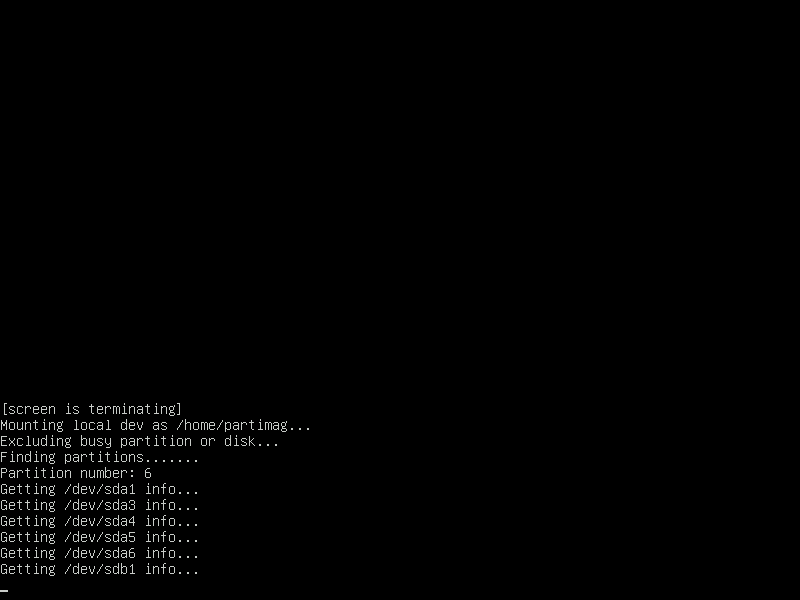 [screen is terminating]
Mounting local dev as /home/partimag...
Excluding busy partition or disk...
Finding partitions.......
Partition number: 6
Getting /dev/sda1 info...
Getting /dev/sda3 info...
Getting /dev/sda4 info...
Getting /dev/sda5 info...
Getting /dev/sda6 info...
Getting /dev/sdb1 info...